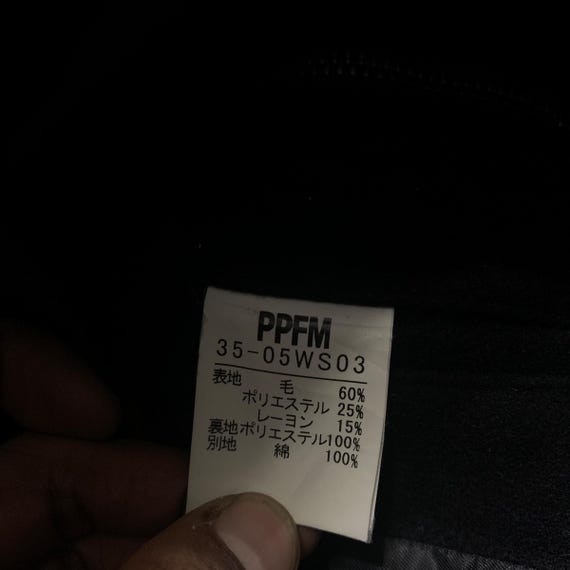 PPFM
35-05WS03
表地 毛 60%
ポリエステル 25%
レーヨン 15%
裏地 ポリエステル 100%
別地 綿 100%